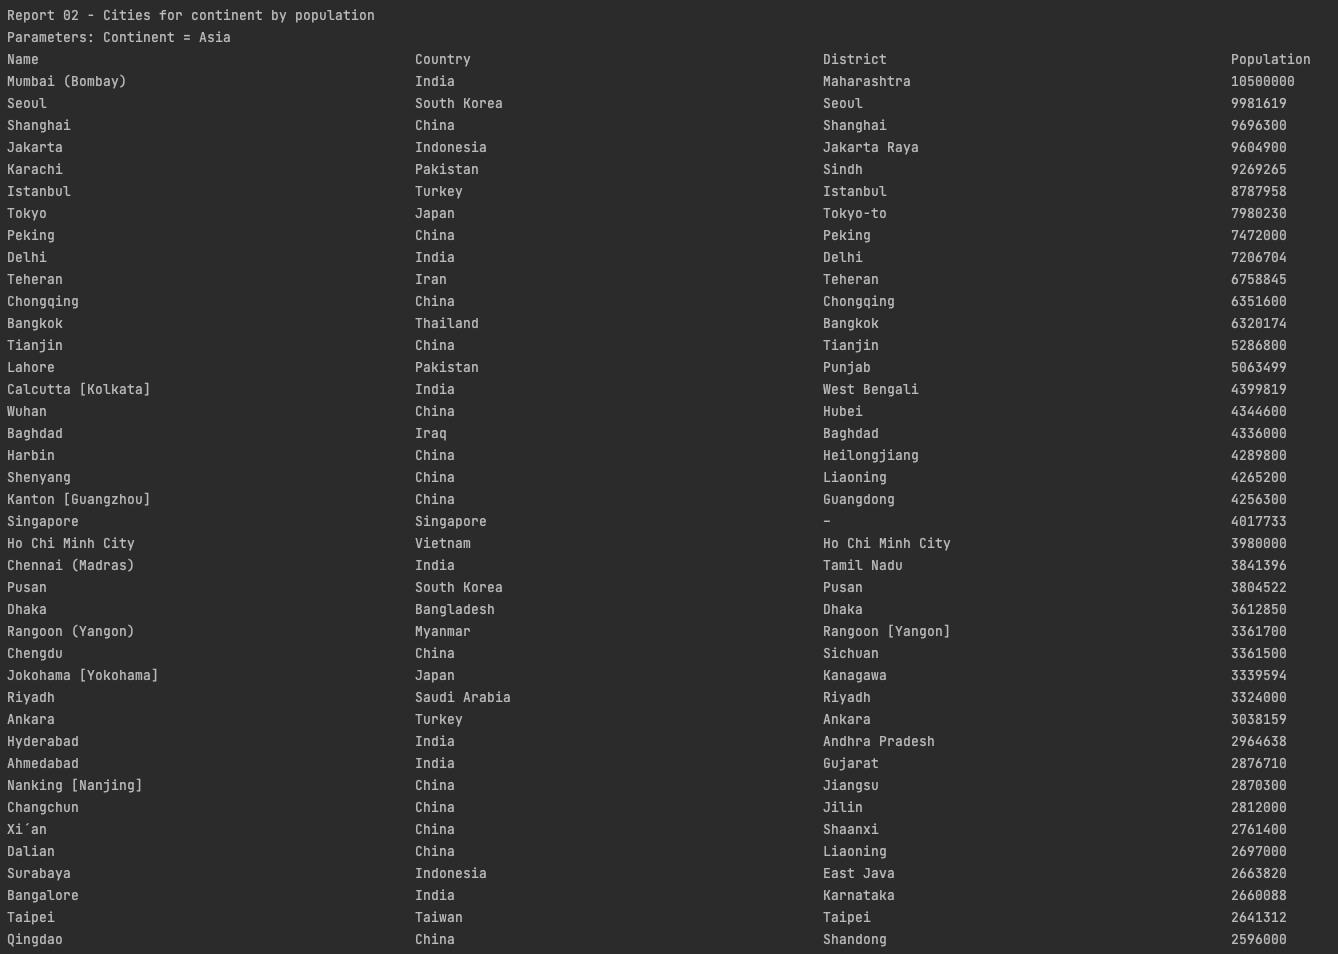 Report 02 - Cities for continent by population
Parameters: Continent = Asia
Name Country District Population
Mumbai (Bombay) India Maharashtra 10500000
Seoul South Korea Seoul 9981619
Shanghai China Shanghai 9696300
Jakarta Indonesia Jakarta Raya 9604900
Karachi Pakistan Sindh 9269265
Istanbul Turkey Istanbul 8787958
Tokyo Japan Tokyo-to 7980230
Peking China Peking 7472000
Delhi India Delhi 7206704
Teheran Iran Teheran 6758845
Chongqing China Chongqing 6351600
Bangkok Thailand Bangkok 6320174
Tianjin China Tianjin 5286800
Lahore Pakistan Punjab 5063499
Calcutta [Kolkata] India West Bengali 4399819
Wuhan China Hubei 4344600
Baghdad Iraq Baghdad 4336000
Harbin China Heilongjiang 4289800
Shenyang China Liaoning 4265200
Kanton [Guangzhou] China Guangdong 4256300
Singapore Singapore – 4017733
Ho Chi Minh City Vietnam Ho Chi Minh City 3980000
Chennai (Madras) India Tamil Nadu 3841396
Pusan South Korea Pusan 3804522
Dhaka Bangladesh Dhaka 3612850
Rangoon (Yangon) Myanmar Rangoon [Yangon] 3361700
Chengdu China Sichuan 3361500
Jokohama [Yokohama] Japan Kanagawa 3339594
Riyadh Saudi Arabia Riyadh 3324000
Ankara Turkey Ankara 3038159
Hyderabad India Andhra Pradesh 2964638
Ahmedabad India Gujarat 2876710
Nanking [Nanjing] China Jiangsu 2870300
Changchun China Jilin 2812000
Xi´an China Shaanxi 2761400
Dalian China Liaoning 2697000
Surabaya Indonesia East Java 2663820
Bangalore India Karnataka 2660088
Taipei Taiwan Taipei 2641312
Qingdao China Shandong 2596000